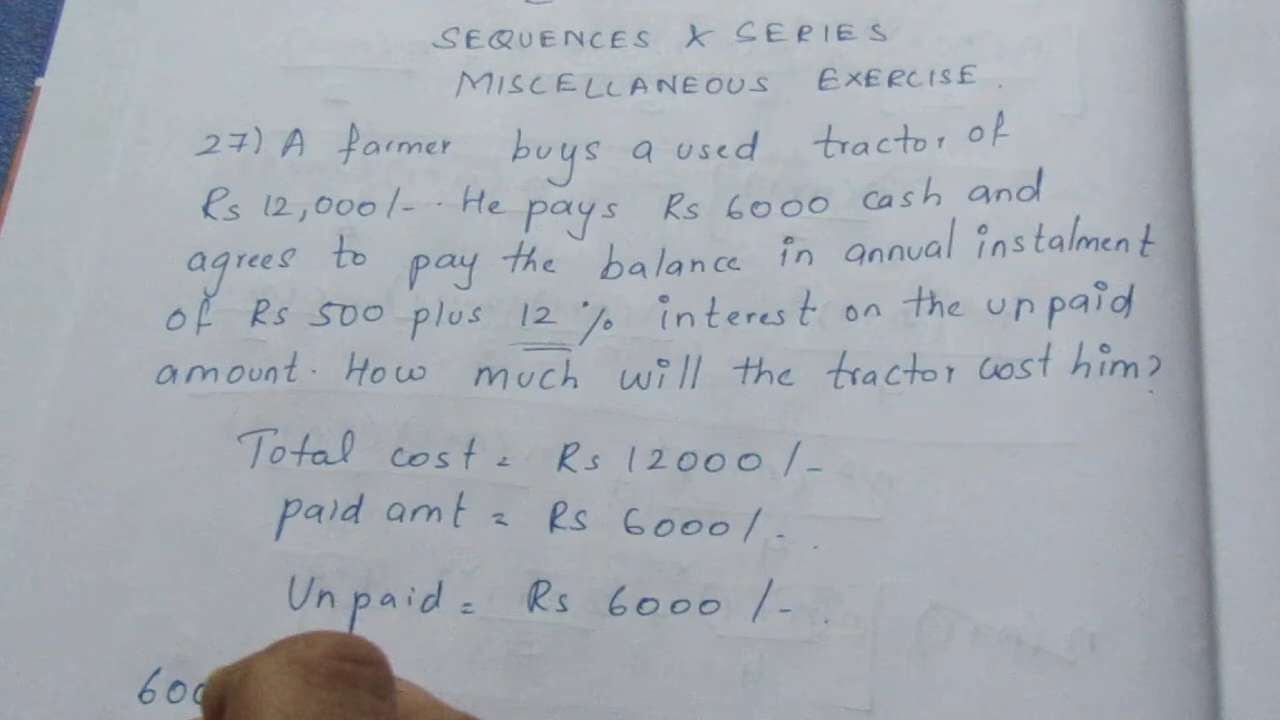 SEQUENCES & SERIES
MISCELLANEOUS EXERCISE.
27) A farmer buys a used tractor of
Rs 12,000/-. He pays Rs 6000 cash and
agrees to pay the balance in annual instalment
of Rs 500 plus 12 % interest on the unpaid
amount. How much will the tractor cost him?
Total cost = Rs 12000/-
paid amt = Rs 6000/-.
Unpaid = Rs 6000/-.